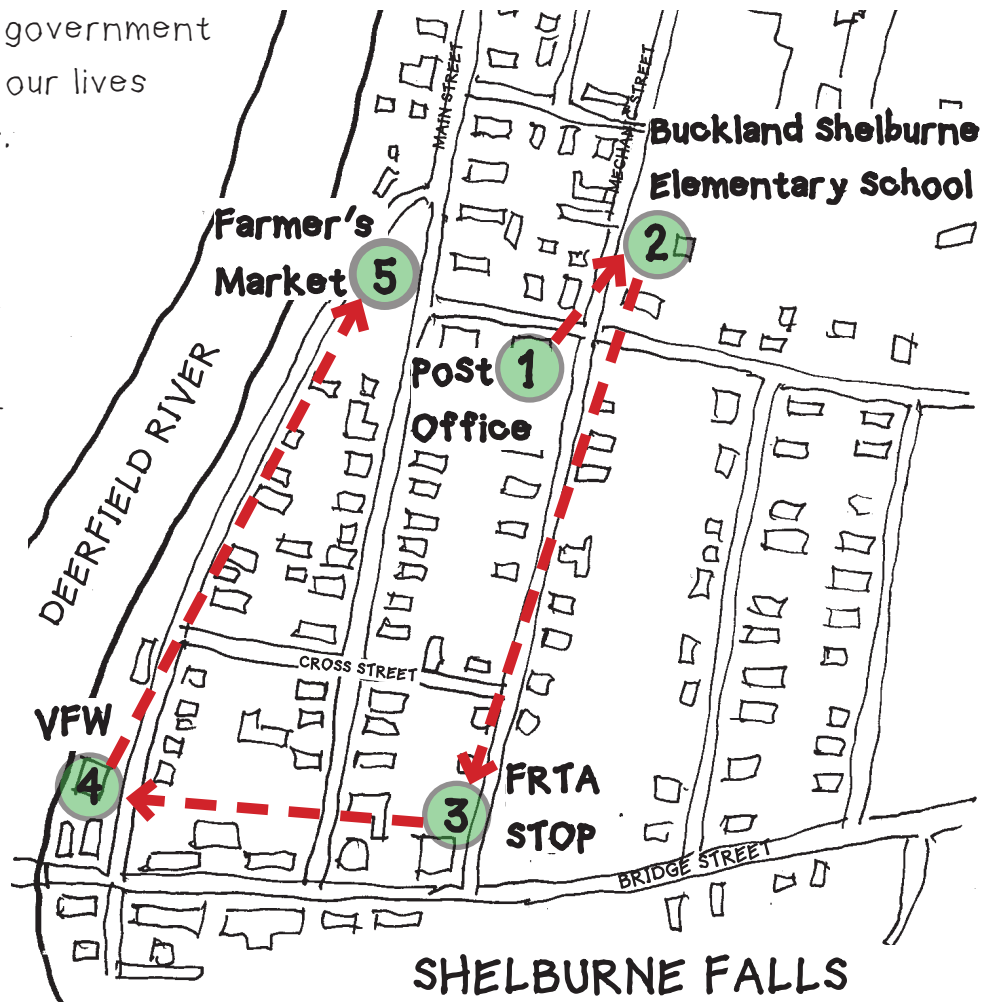 government
our lives
.
MAIN STREET
MECHANIC STREET
Buckland Shelburne
Elementary School
2
Farmer's
Market
5
Post
Office
1
DEERFIELD RIVER
CROSS STREET
VFW
4
FRTA
STOP
3
BRIDGE STREET
SHELBURNE FALLS